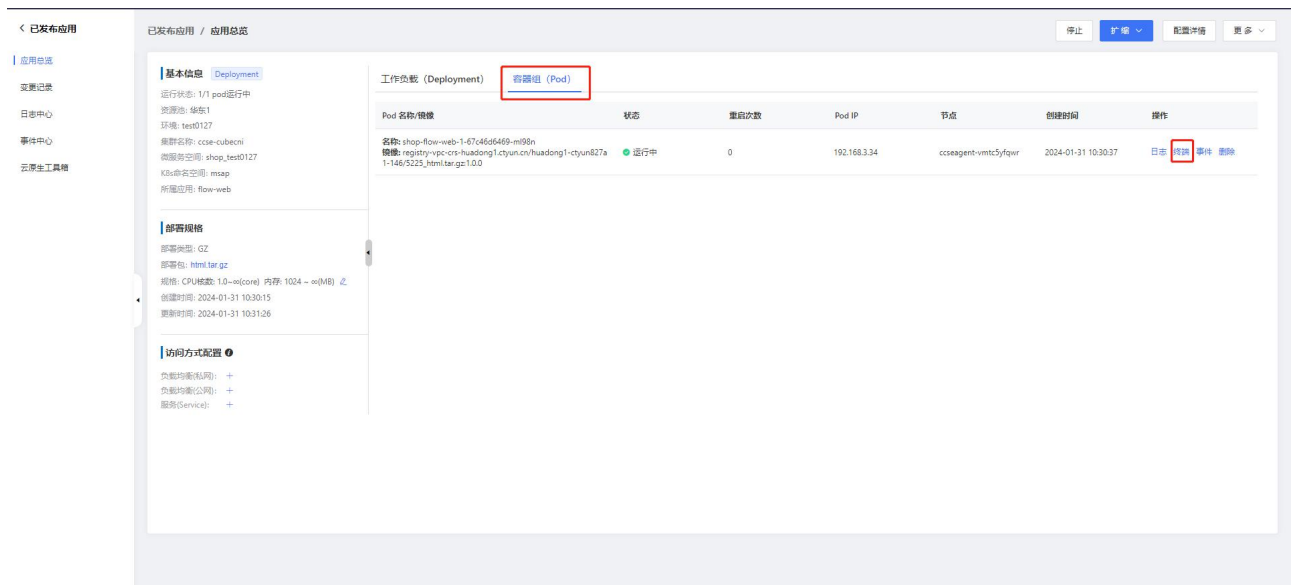 已发布应用
应用总览
变更记录
日志中心
事件中心
云原生工具箱
已发布应用 / 应用总览
停止
扩缩
配置详情
更多
基本信息 Deployment
运行状态: 1/1 pod运行中
资源池: 华东1
环境: test0127
集群名称: ccse-cubecni
微服务空间: shop_test0127
K8s命名空间: msap
所属应用: flow-web
部署规格
部署类型: GZ
部署包: html.tar.gz
规格: CPU核数: 1.0~∞(core) 内存: 1024 ~ ∞(MB)
创建时间: 2024-01-31 10:30:15
更新时间: 2024-01-31 10:31:26
访问方式配置
负载均衡(私网): +
负载均衡(公网): +
服务(Service): +
工作负载 (Deployment) 容器组 (Pod)
Pod 名称/镜像 状态 重启次数 Pod IP 节点 创建时间 操作
名称: shop-flow-web-1-67c46d6469-ml98n
镜像: registry-vpc-crs-huadong1.ctyun.cn/huadong1-ctyun827a
1-146/5225_html.tar.gz:1.0.0
运行中 0 192.168.3.34 ccseagent-vmtc5yfqwr 2024-01-31 10:30:37 日志 终端 事件 删除